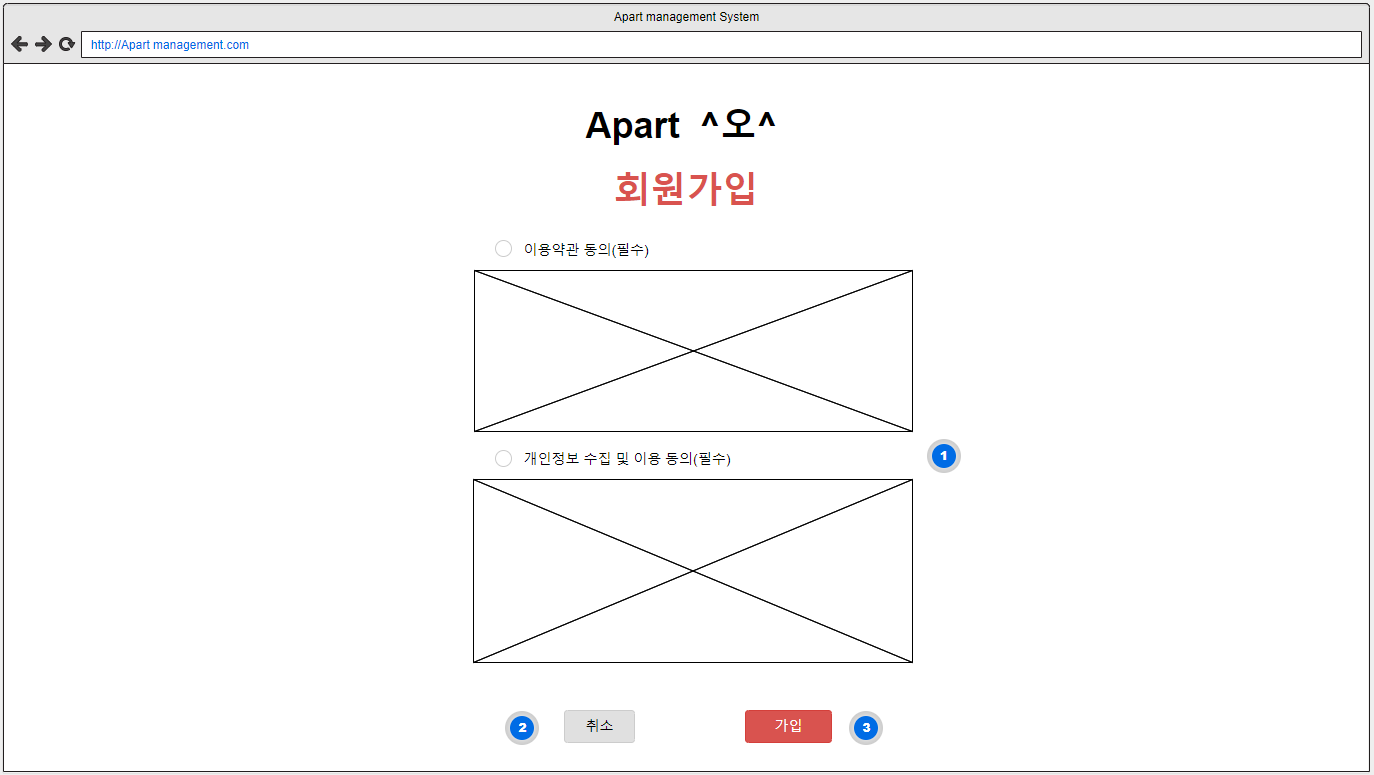 Apart management System
http://Apart management.com
Apart ^오^
회원가입
이용약관 동의(필수)
개인정보 수집 및 이용 동의(필수)
1
2
취소
가입
3